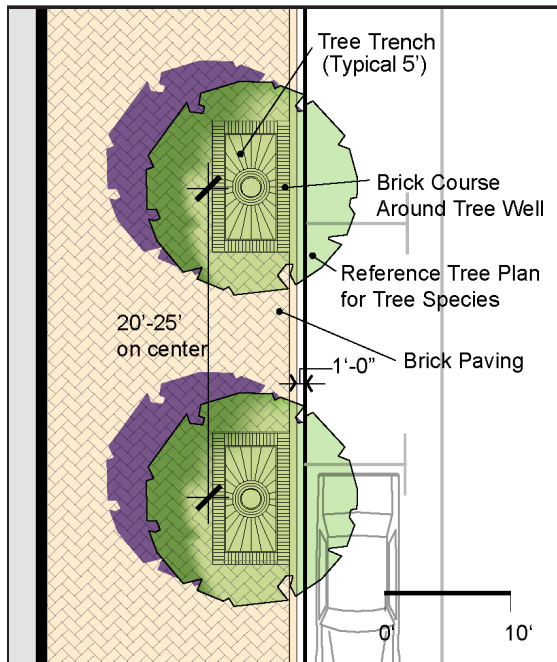 Tree Trench
(Typical 5')
Brick Course
Around Tree Well
Reference Tree Plan
for Tree Species
20'-25'
on center
Brick Paving
1'-0"
0'
10'